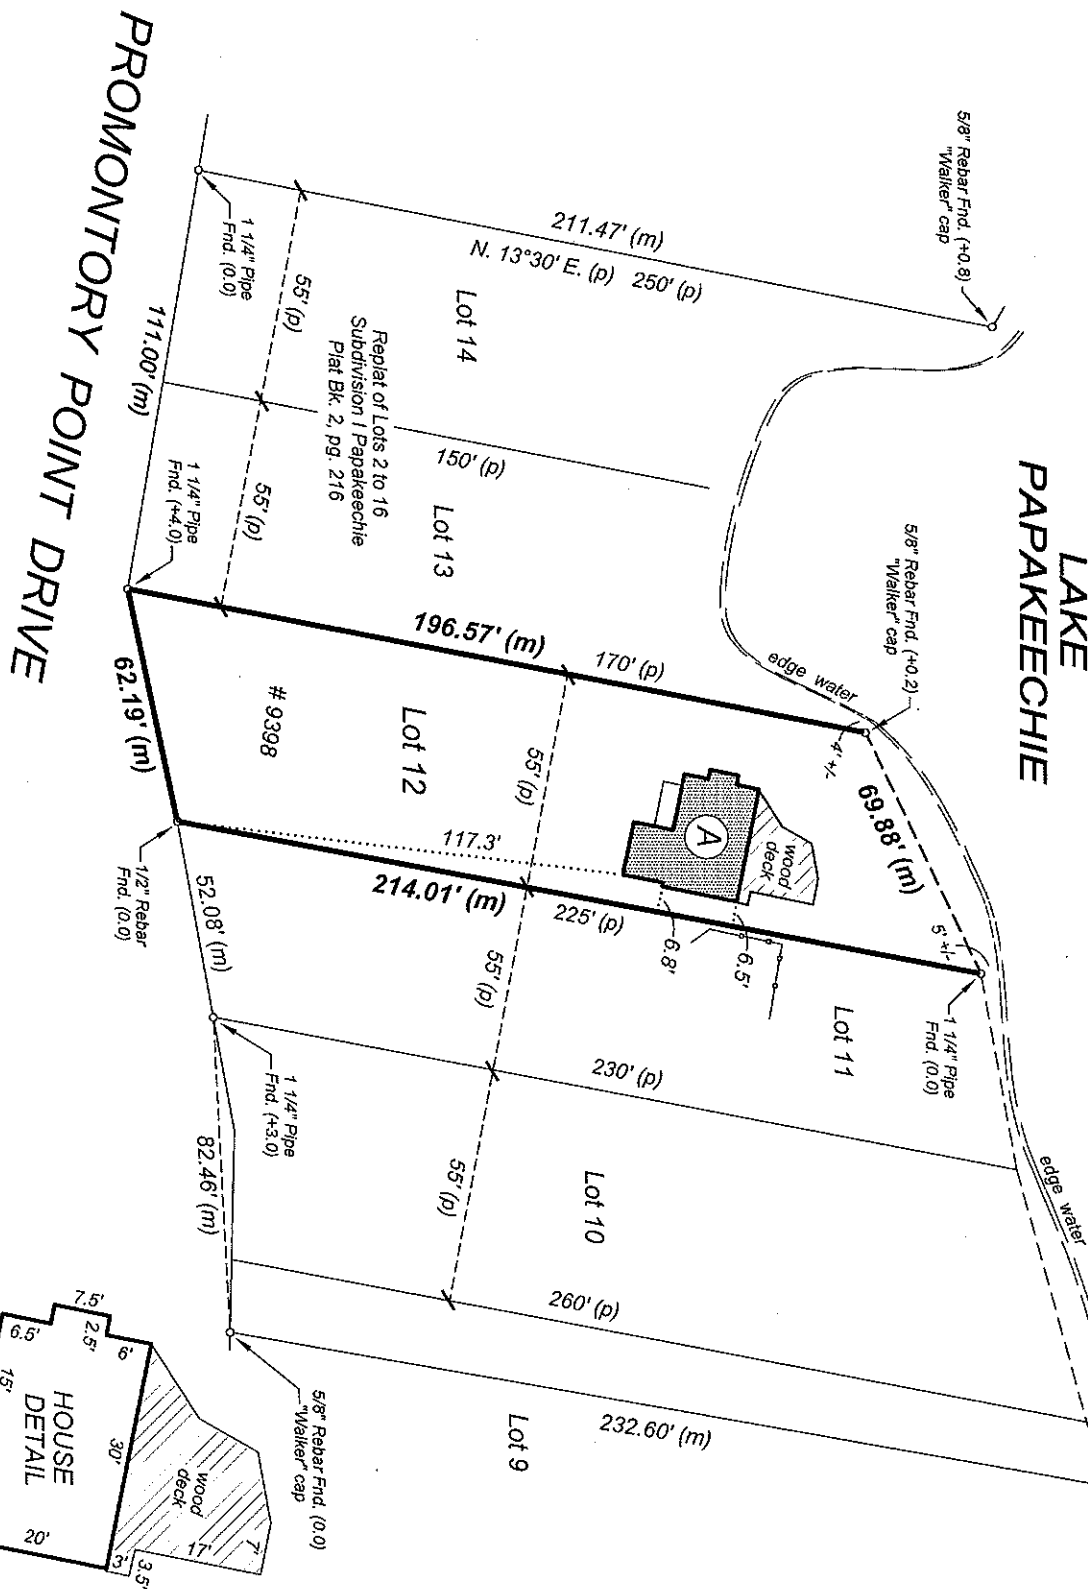 LAKE
PAPAKEECHIE
PROMONTORY POINT DRIVE
5/8" Rebar Fnd. (+0.8)
"Walker" cap
211.47' (m)
N. 13°30' E. (p) 250' (p)
1 1/4" Pipe
Fnd. (0.0)
55' (p)
Lot 14
111.00' (m)
Replat of Lots 2 to 16
Subdivision I Papakeechie
Plat Bk. 2, pg. 216
150' (p)
55' (p)
Lot 13
1 1/4" Pipe
Fnd. (+4.0)
5/8" Rebar Fnd. (+0.2)
"Walker" cap
edge water
196.57' (m)
170' (p)
4' +/-
69.88' (m)
62.19' (m)
# 9398
Lot 12
55' (p)
A
wood
deck
117.3'
214.01' (m)
225' (p)
6.8'
6.5'
5' +/-
1 1/4" Pipe
Fnd. (0.0)
1/2" Rebar
Fnd. (0.0)
52.08' (m)
55' (p)
Lot 11
1 1/4" Pipe
Fnd. (+3.0)
230' (p)
82.46' (m)
55' (p)
Lot 10
edge water
260' (p)
5/8" Rebar Fnd. (0.0)
"Walker" cap
232.60' (m)
Lot 9
HOUSE
DETAIL
7.5'
2.5'
6.5'
6'
15'
30'
20'
wood
deck
17'
7'
3'
3.5'